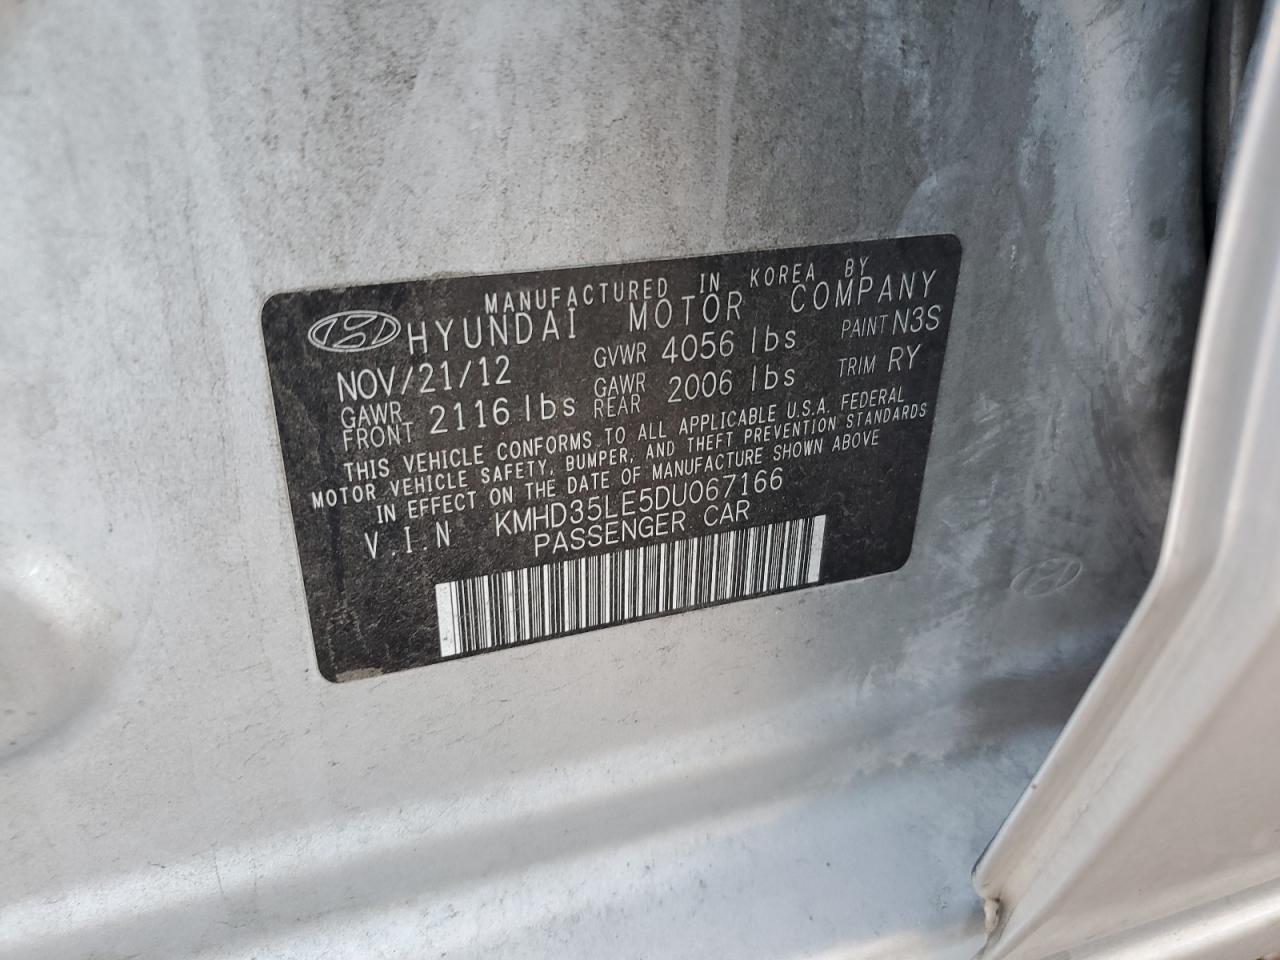 MANUFACTURED IN KOREA BY
HYUNDAI MOTOR COMPANY
NOV/21/12 GVWR 4056 lbs PAINT N3S
GAWR FRONT 2116 lbs GAWR REAR 2006 lbs TRIM RY
THIS VEHICLE CONFORMS TO ALL APPLICABLE U.S.A. FEDERAL
MOTOR VEHICLE SAFETY, BUMPER, AND THEFT PREVENTION STANDARDS
IN EFFECT ON THE DATE OF MANUFACTURE SHOWN ABOVE
V.I.N KMHD35LE5DU067166
PASSENGER CAR